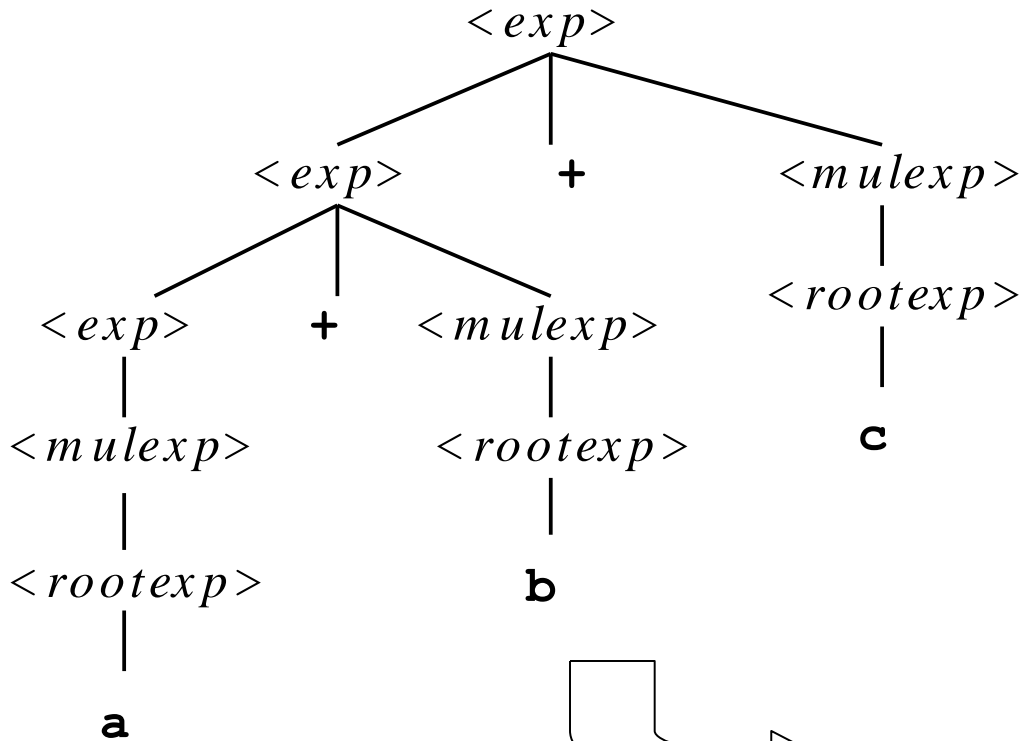 <exp>
<exp> + <mulexp>
<rootexp>
<exp> + <mulexp>
c
<mulexp> <rootexp>
<rootexp> b
a